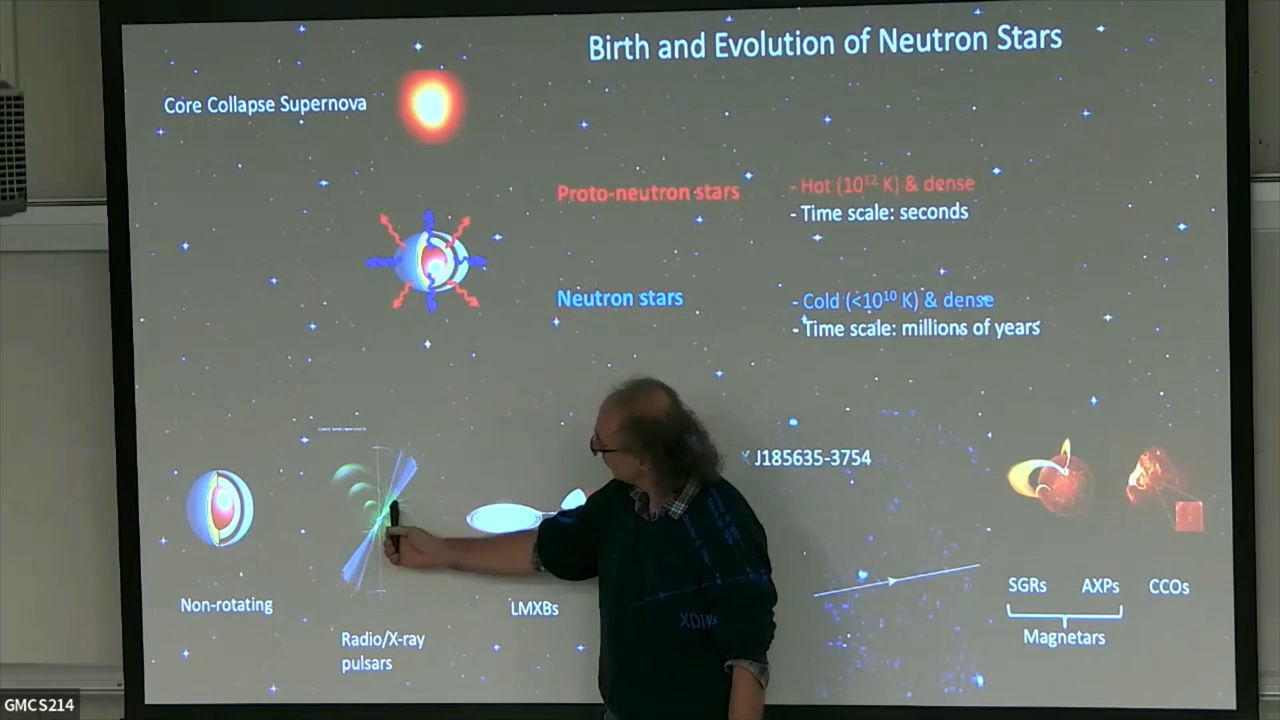 Birth and Evolution of Neutron Stars
Core Collapse Supernova
Proto-neutron stars
- Hot (10¹² K) & dense
- Time scale: seconds
Neutron stars
- Cold (<10¹⁰ K) & dense
- Time scale: millions of years
J185635-3754
Non-rotating
Radio/X-ray
pulsars
LMXBs
SGRs
AXPs
CCOs
Magnetars
GMCS214